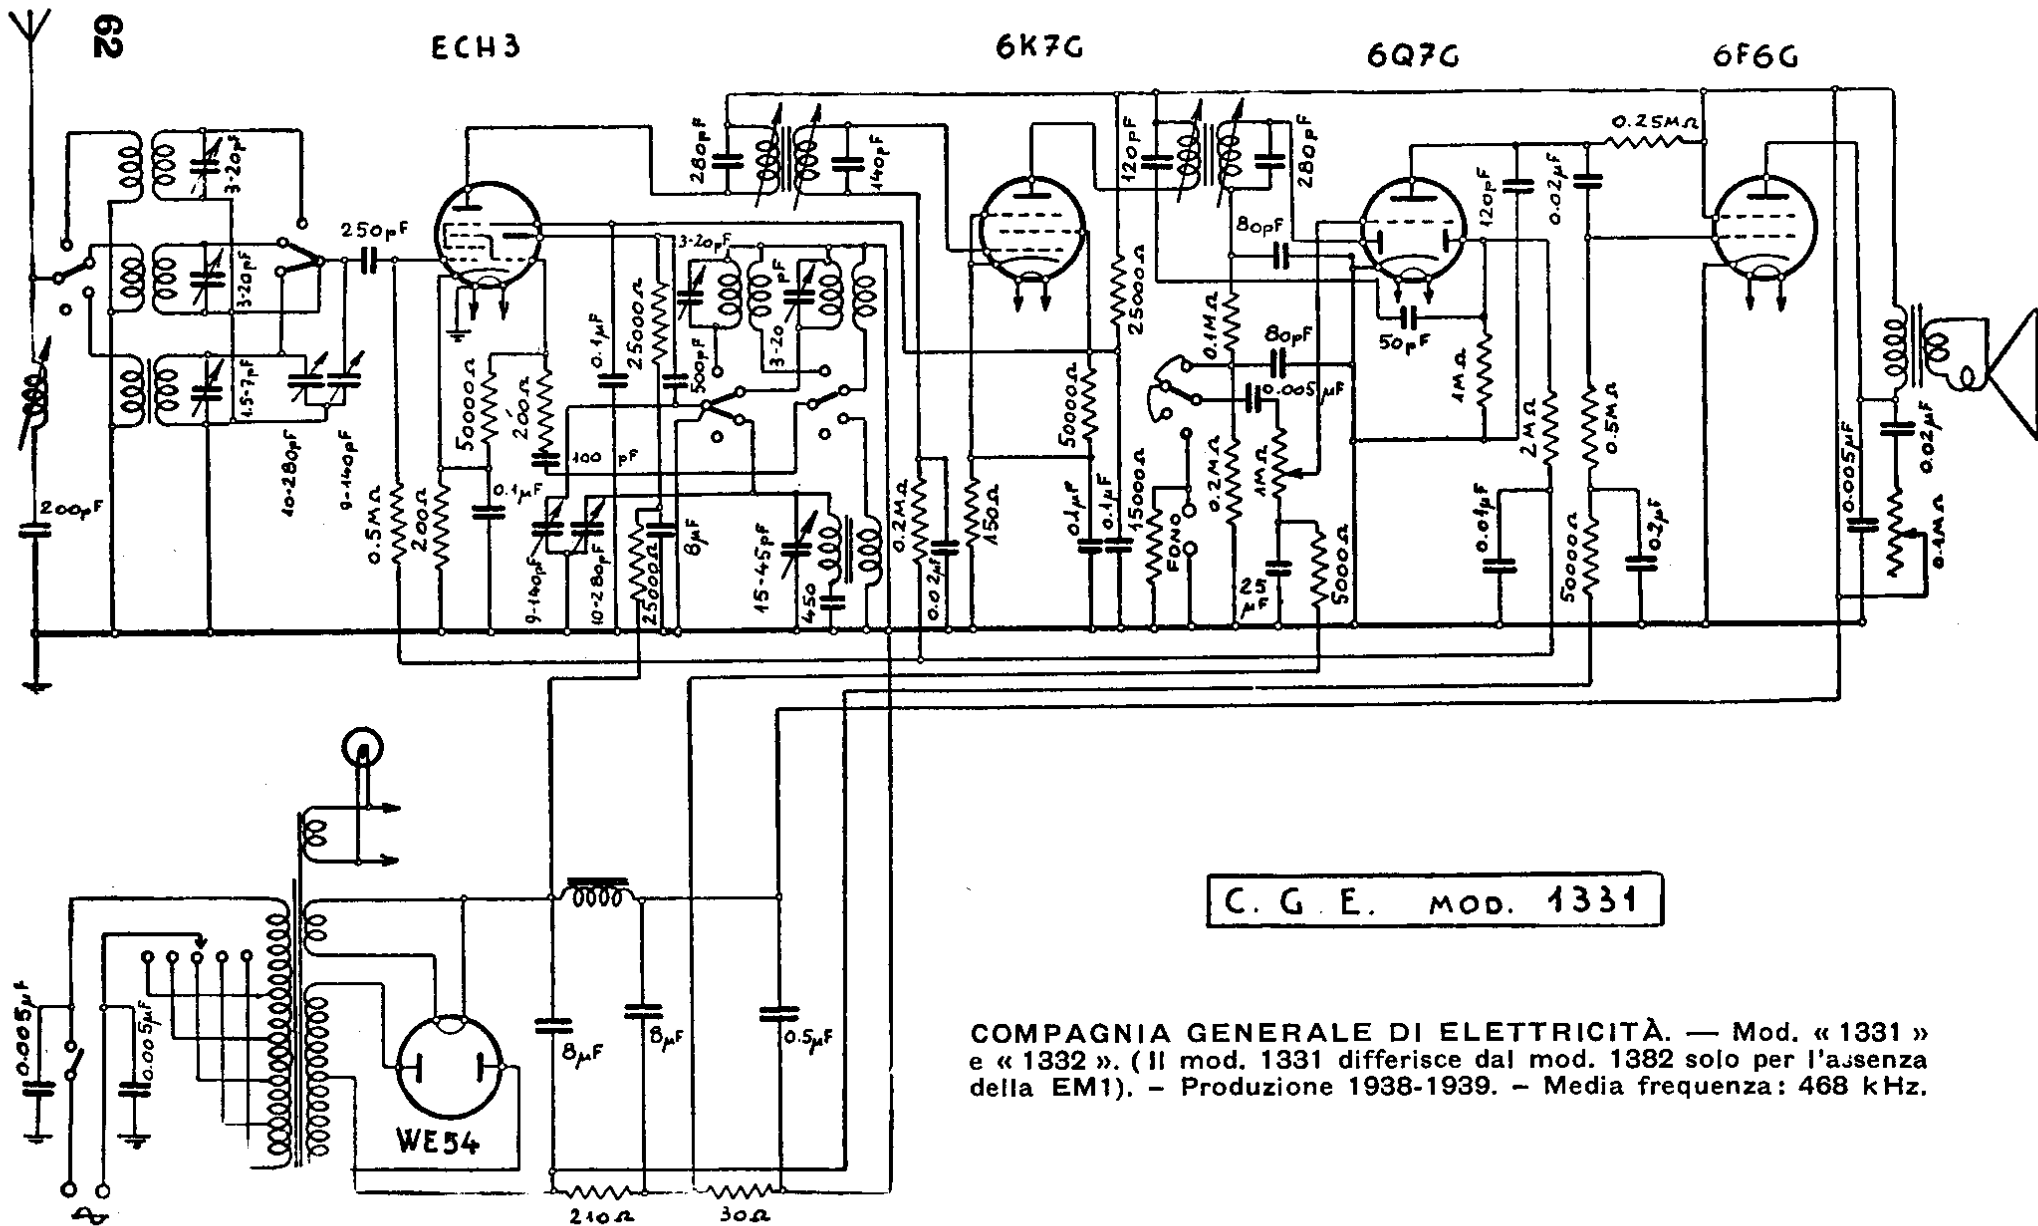 62
ECH3
6K7G
6Q7G
6F6G
3-20pF
250pF
3-20pF
1.5-7pF
10-280pF
9-140pF
200pF
0.5MΩ
200Ω
50000Ω
200Ω
0.1µF
100 pF
0.1µF
25000Ω
500pF
3-20pF
3-20 pF
280pF
140pF
9-140pF
10-280pF
25000Ω
8µF
15-45pF
450
0.2MΩ
0.02µF
150Ω
50000Ω
0.1µF
0.1µF
25000Ω
15000Ω
FONO
120pF
280pF
80pF
0.1MΩ
80pF
0.005µF
0.2MΩ
1MΩ
25 µF
5000Ω
50pF
1MΩ
120pF
0.02µF
0.25MΩ
2MΩ
0.5MΩ
0.01µF
50000Ω
0.2µF
0.005µF
0.02µF
0.1MΩ
0.005µF
0.005µF
WE54
8µF
8µF
0.5µF
210Ω
30Ω
C. G. E. MOD. 1331
COMPAGNIA GENERALE DI ELETTRICITÀ. — Mod. « 1331 »
e « 1332 ». ( Il mod. 1331 differisce dal mod. 1382 solo per l'assenza
della EM1). – Produzione 1938-1939. – Media frequenza: 468 kHz.